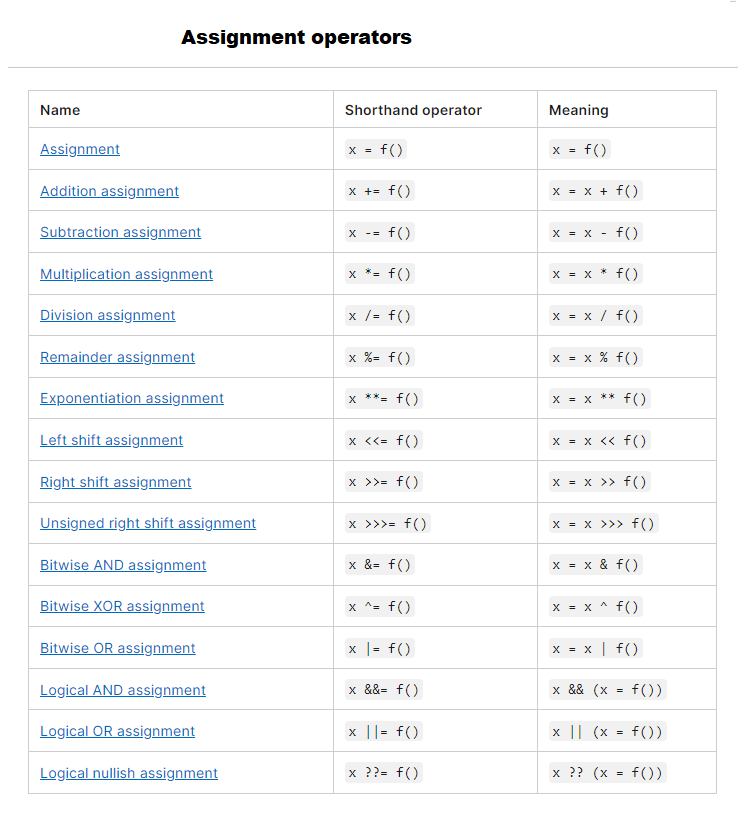 Assignment operators
Name Shorthand operator Meaning
Assignment x = f() x = f()
Addition assignment x += f() x = x + f()
Subtraction assignment x -= f() x = x - f()
Multiplication assignment x *= f() x = x * f()
Division assignment x /= f() x = x / f()
Remainder assignment x %= f() x = x % f()
Exponentiation assignment x **= f() x = x ** f()
Left shift assignment x <<= f() x = x << f()
Right shift assignment x >>= f() x = x >> f()
Unsigned right shift assignment x >>>= f() x = x >>> f()
Bitwise AND assignment x &= f() x = x & f()
Bitwise XOR assignment x ^= f() x = x ^ f()
Bitwise OR assignment x |= f() x = x | f()
Logical AND assignment x &&= f() x && (x = f())
Logical OR assignment x ||= f() x || (x = f())
Logical nullish assignment x ??= f() x ?? (x = f())